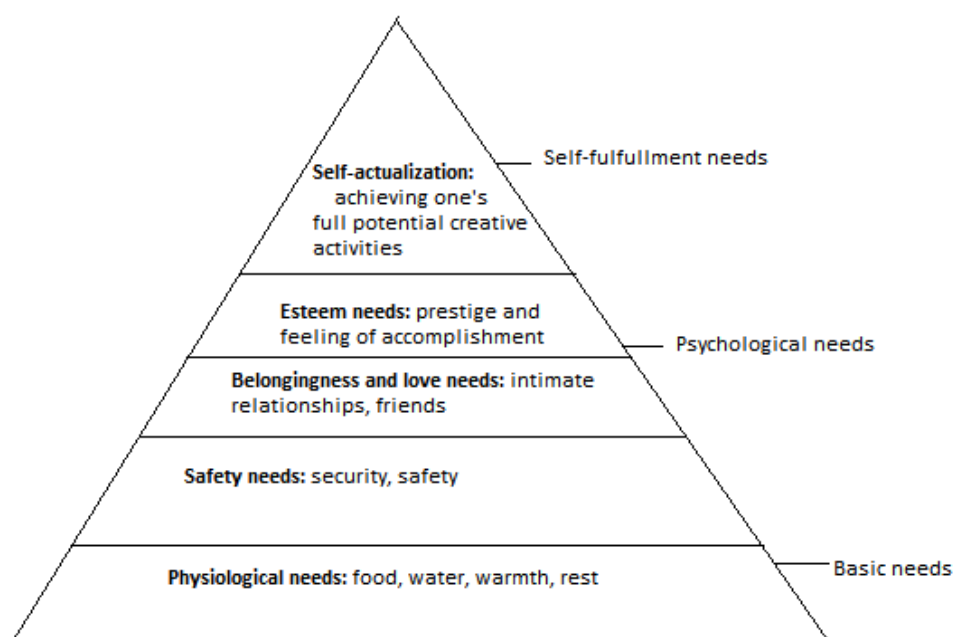 Self-fulfullment needs
Self-actualization:
achieving one's
full potential creative
activities
Esteem needs: prestige and
feeling of accomplishment
Psychological needs
Belongingness and love needs: intimate
relationships, friends
Safety needs: security, safety
Physiological needs: food, water, warmth, rest
Basic needs